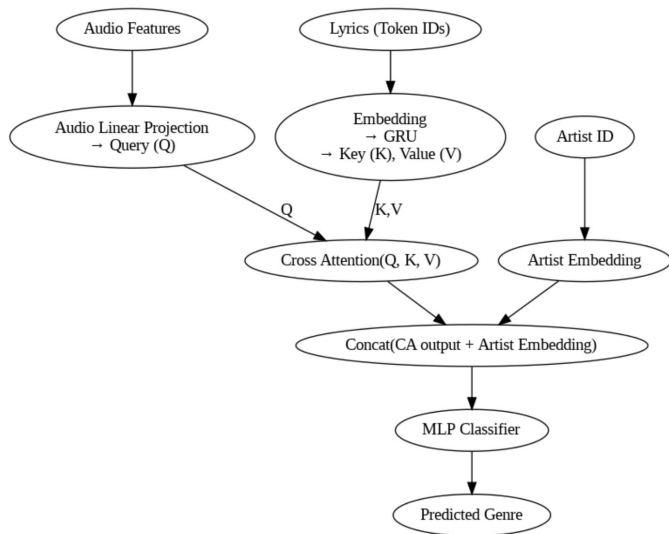 Audio Features
Lyrics (Token IDs)
Audio Linear Projection
→ Query (Q)
Embedding
→ GRU
→ Key (K), Value (V)
Artist ID
Q
K,V
Cross Attention(Q, K, V)
Artist Embedding
Concat(CA output + Artist Embedding)
MLP Classifier
Predicted Genre